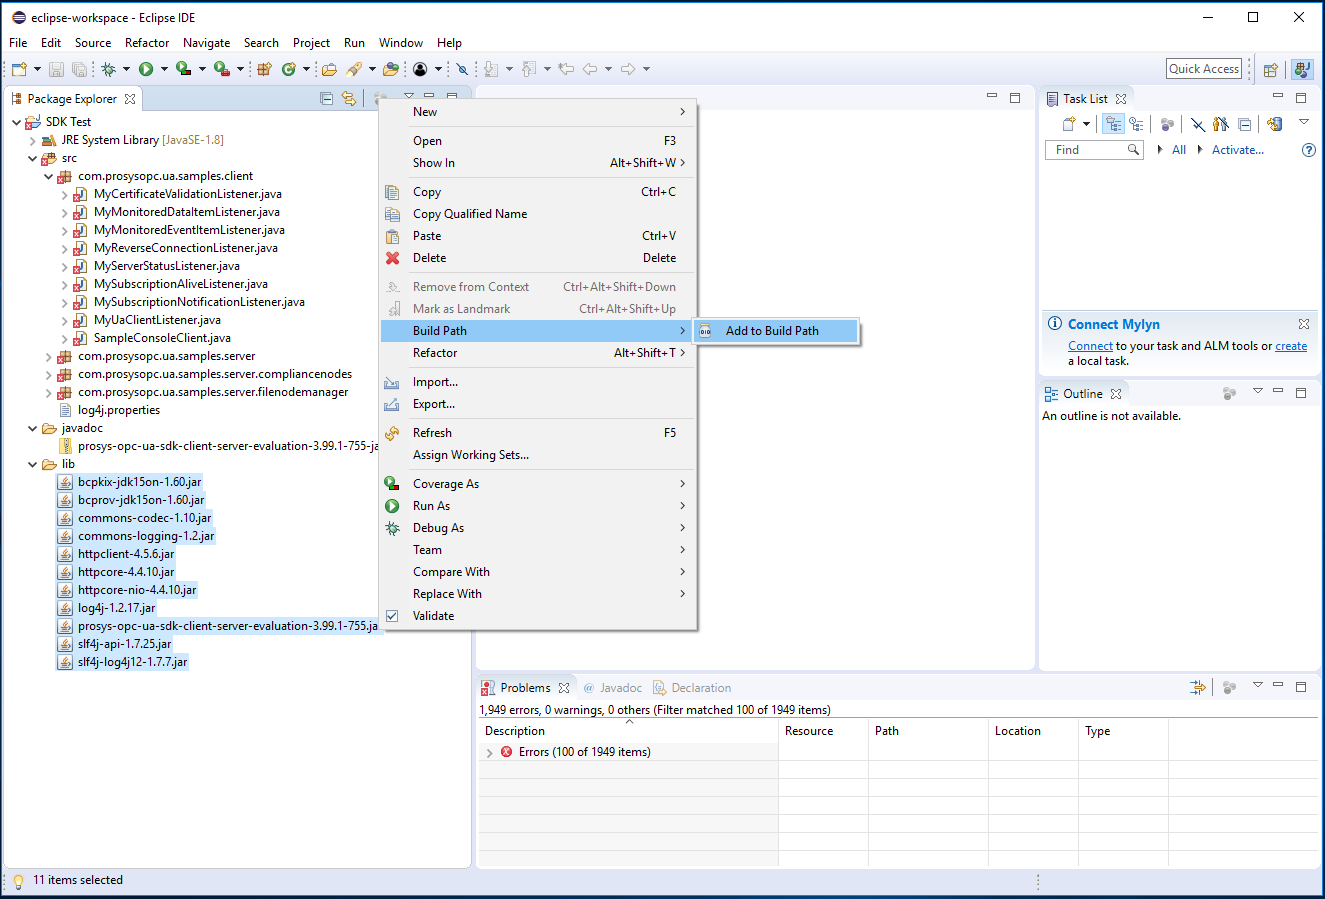 eclipse-workspace - Eclipse IDE
File Edit Source Refactor Navigate Search Project Run Window Help
Quick Access
Package Explorer
SDK Test
JRE System Library [JavaSE-1.8]
src
com.prosysopc.ua.samples.client
MyCertificateValidationListener.java
MyMonitoredDataItemListener.java
MyMonitoredEventItemListener.java
MyReverseConnectionListener.java
MyServerStatusListener.java
MySubscriptionAliveListener.java
MySubscriptionNotificationListener.java
MyUaClientListener.java
SampleConsoleClient.java
com.prosysopc.ua.samples.server
com.prosysopc.ua.samples.server.compliancenodes
com.prosysopc.ua.samples.server.filenodemanager
log4j.properties
javadoc
prosys-opc-ua-sdk-client-server-evaluation-3.99.1-755-ja
lib
bcpkix-jdk15on-1.60.jar
bcprov-jdk15on-1.60.jar
commons-codec-1.10.jar
commons-logging-1.2.jar
httpclient-4.5.6.jar
httpcore-4.4.10.jar
httpcore-nio-4.4.10.jar
log4j-1.2.17.jar
prosys-opc-ua-sdk-client-server-evaluation-3.99.1-755.ja
slf4j-api-1.7.25.jar
slf4j-log4j12-1.7.7.jar
New
Open F3
Show In Alt+Shift+W
Copy Ctrl+C
Copy Qualified Name
Paste Ctrl+V
Delete Delete
Remove from Context Ctrl+Alt+Shift+Down
Mark as Landmark Ctrl+Alt+Shift+Up
Build Path
Add to Build Path
Refactor Alt+Shift+T
Import...
Export...
Refresh F5
Assign Working Sets...
Coverage As
Run As
Debug As
Team
Compare With
Replace With
Validate
Task List
Find All Activate...
Connect Mylyn
Connect to your task and ALM tools or create
a local task.
Outline
An outline is not available.
Problems @ Javadoc Declaration
1,949 errors, 0 warnings, 0 others (Filter matched 100 of 1949 items)
Description Resource Path Location Type
Errors (100 of 1949 items)
11 items selected